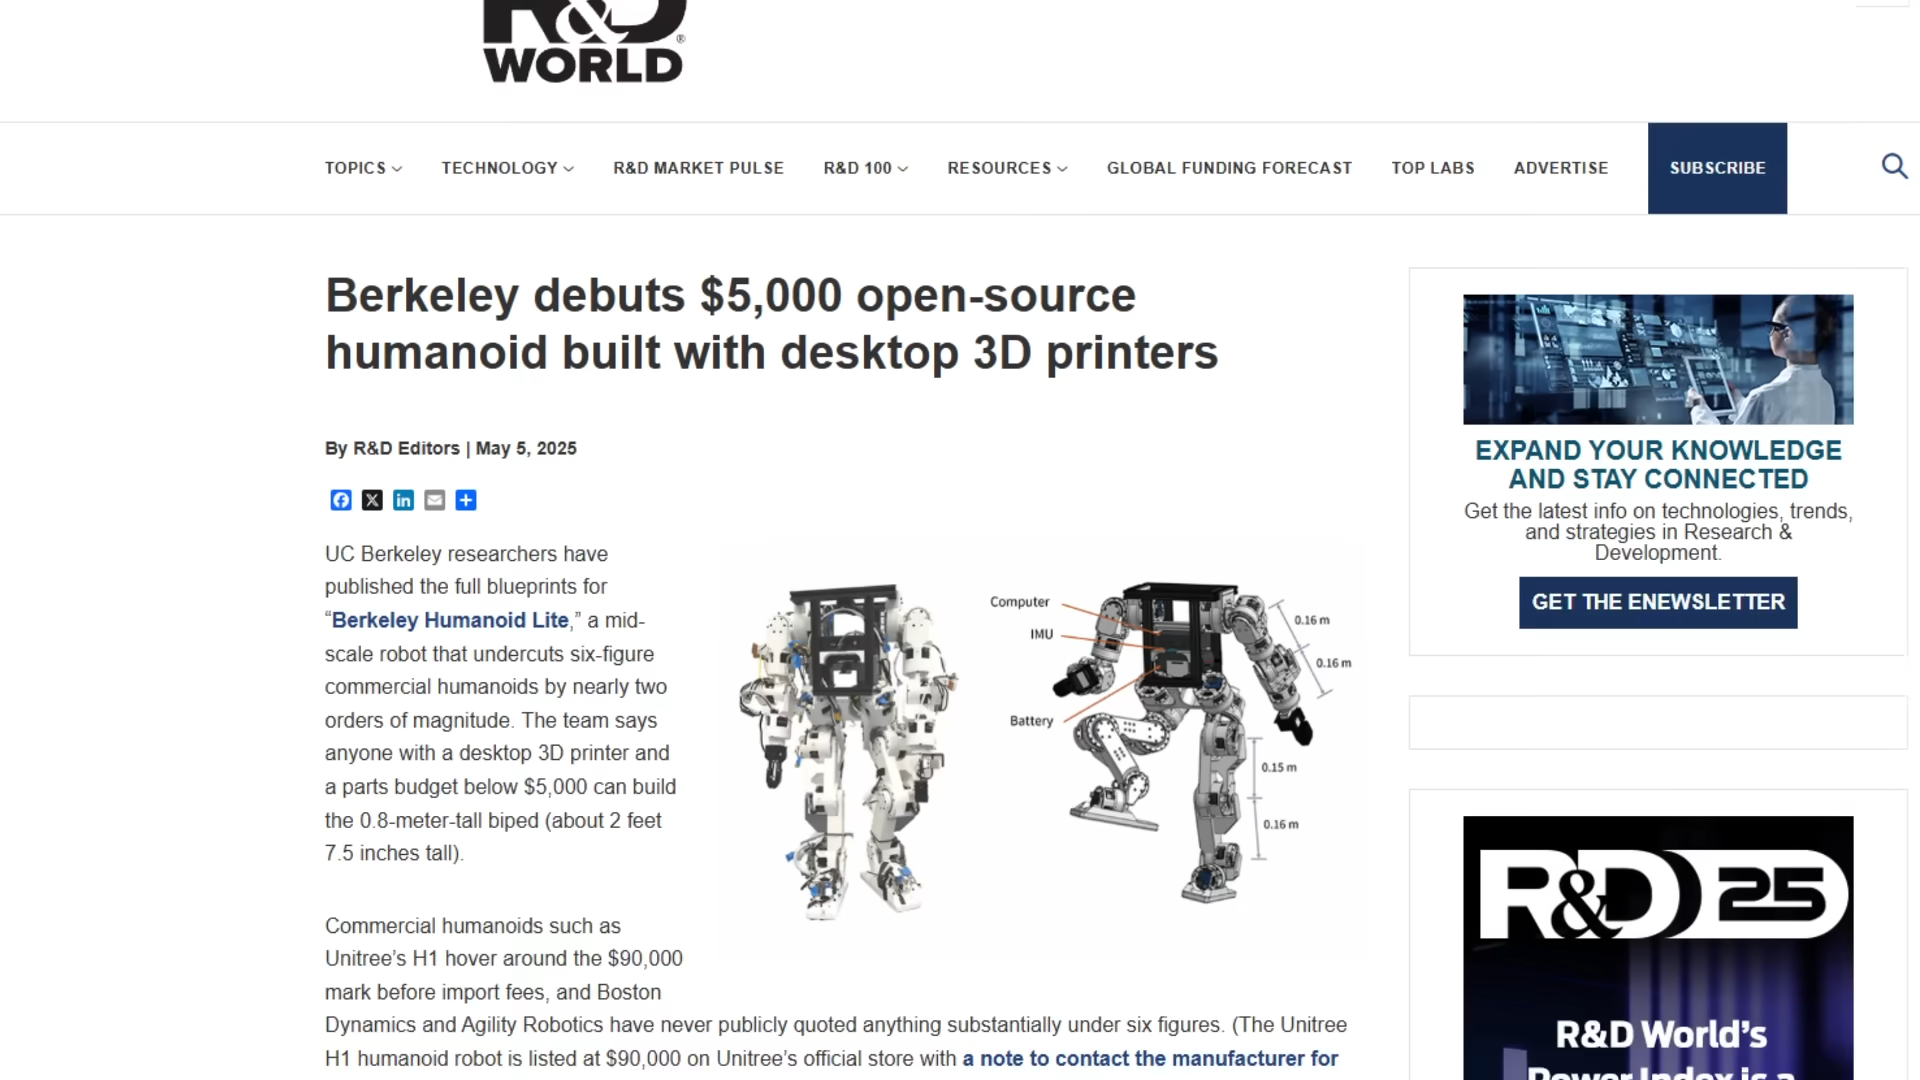 R&D
WORLD
TOPICS
TECHNOLOGY
R&D MARKET PULSE
R&D 100
RESOURCES
GLOBAL FUNDING FORECAST
TOP LABS
ADVERTISE
SUBSCRIBE
Berkeley debuts $5,000 open-source
humanoid built with desktop 3D printers
By R&D Editors | May 5, 2025
UC Berkeley researchers have
published the full blueprints for
“Berkeley Humanoid Lite,” a mid-
scale robot that undercuts six-figure
commercial humanoids by nearly two
orders of magnitude. The team says
anyone with a desktop 3D printer and
a parts budget below $5,000 can build
the 0.8-meter-tall biped (about 2 feet
7.5 inches tall).
Computer
IMU
Battery
0.16 m
0.16 m
0.15 m
0.16 m
Commercial humanoids such as
Unitree’s H1 hover around the $90,000
mark before import fees, and Boston
Dynamics and Agility Robotics have never publicly quoted anything substantially under six figures. (The Unitree
H1 humanoid robot is listed at $90,000 on Unitree’s official store with a note to contact the manufacturer for
EXPAND YOUR KNOWLEDGE
AND STAY CONNECTED
Get the latest info on technologies, trends,
and strategies in Research &
Development.
GET THE ENEWSLETTER
R&D 25
R&D World’s
Power Index is a